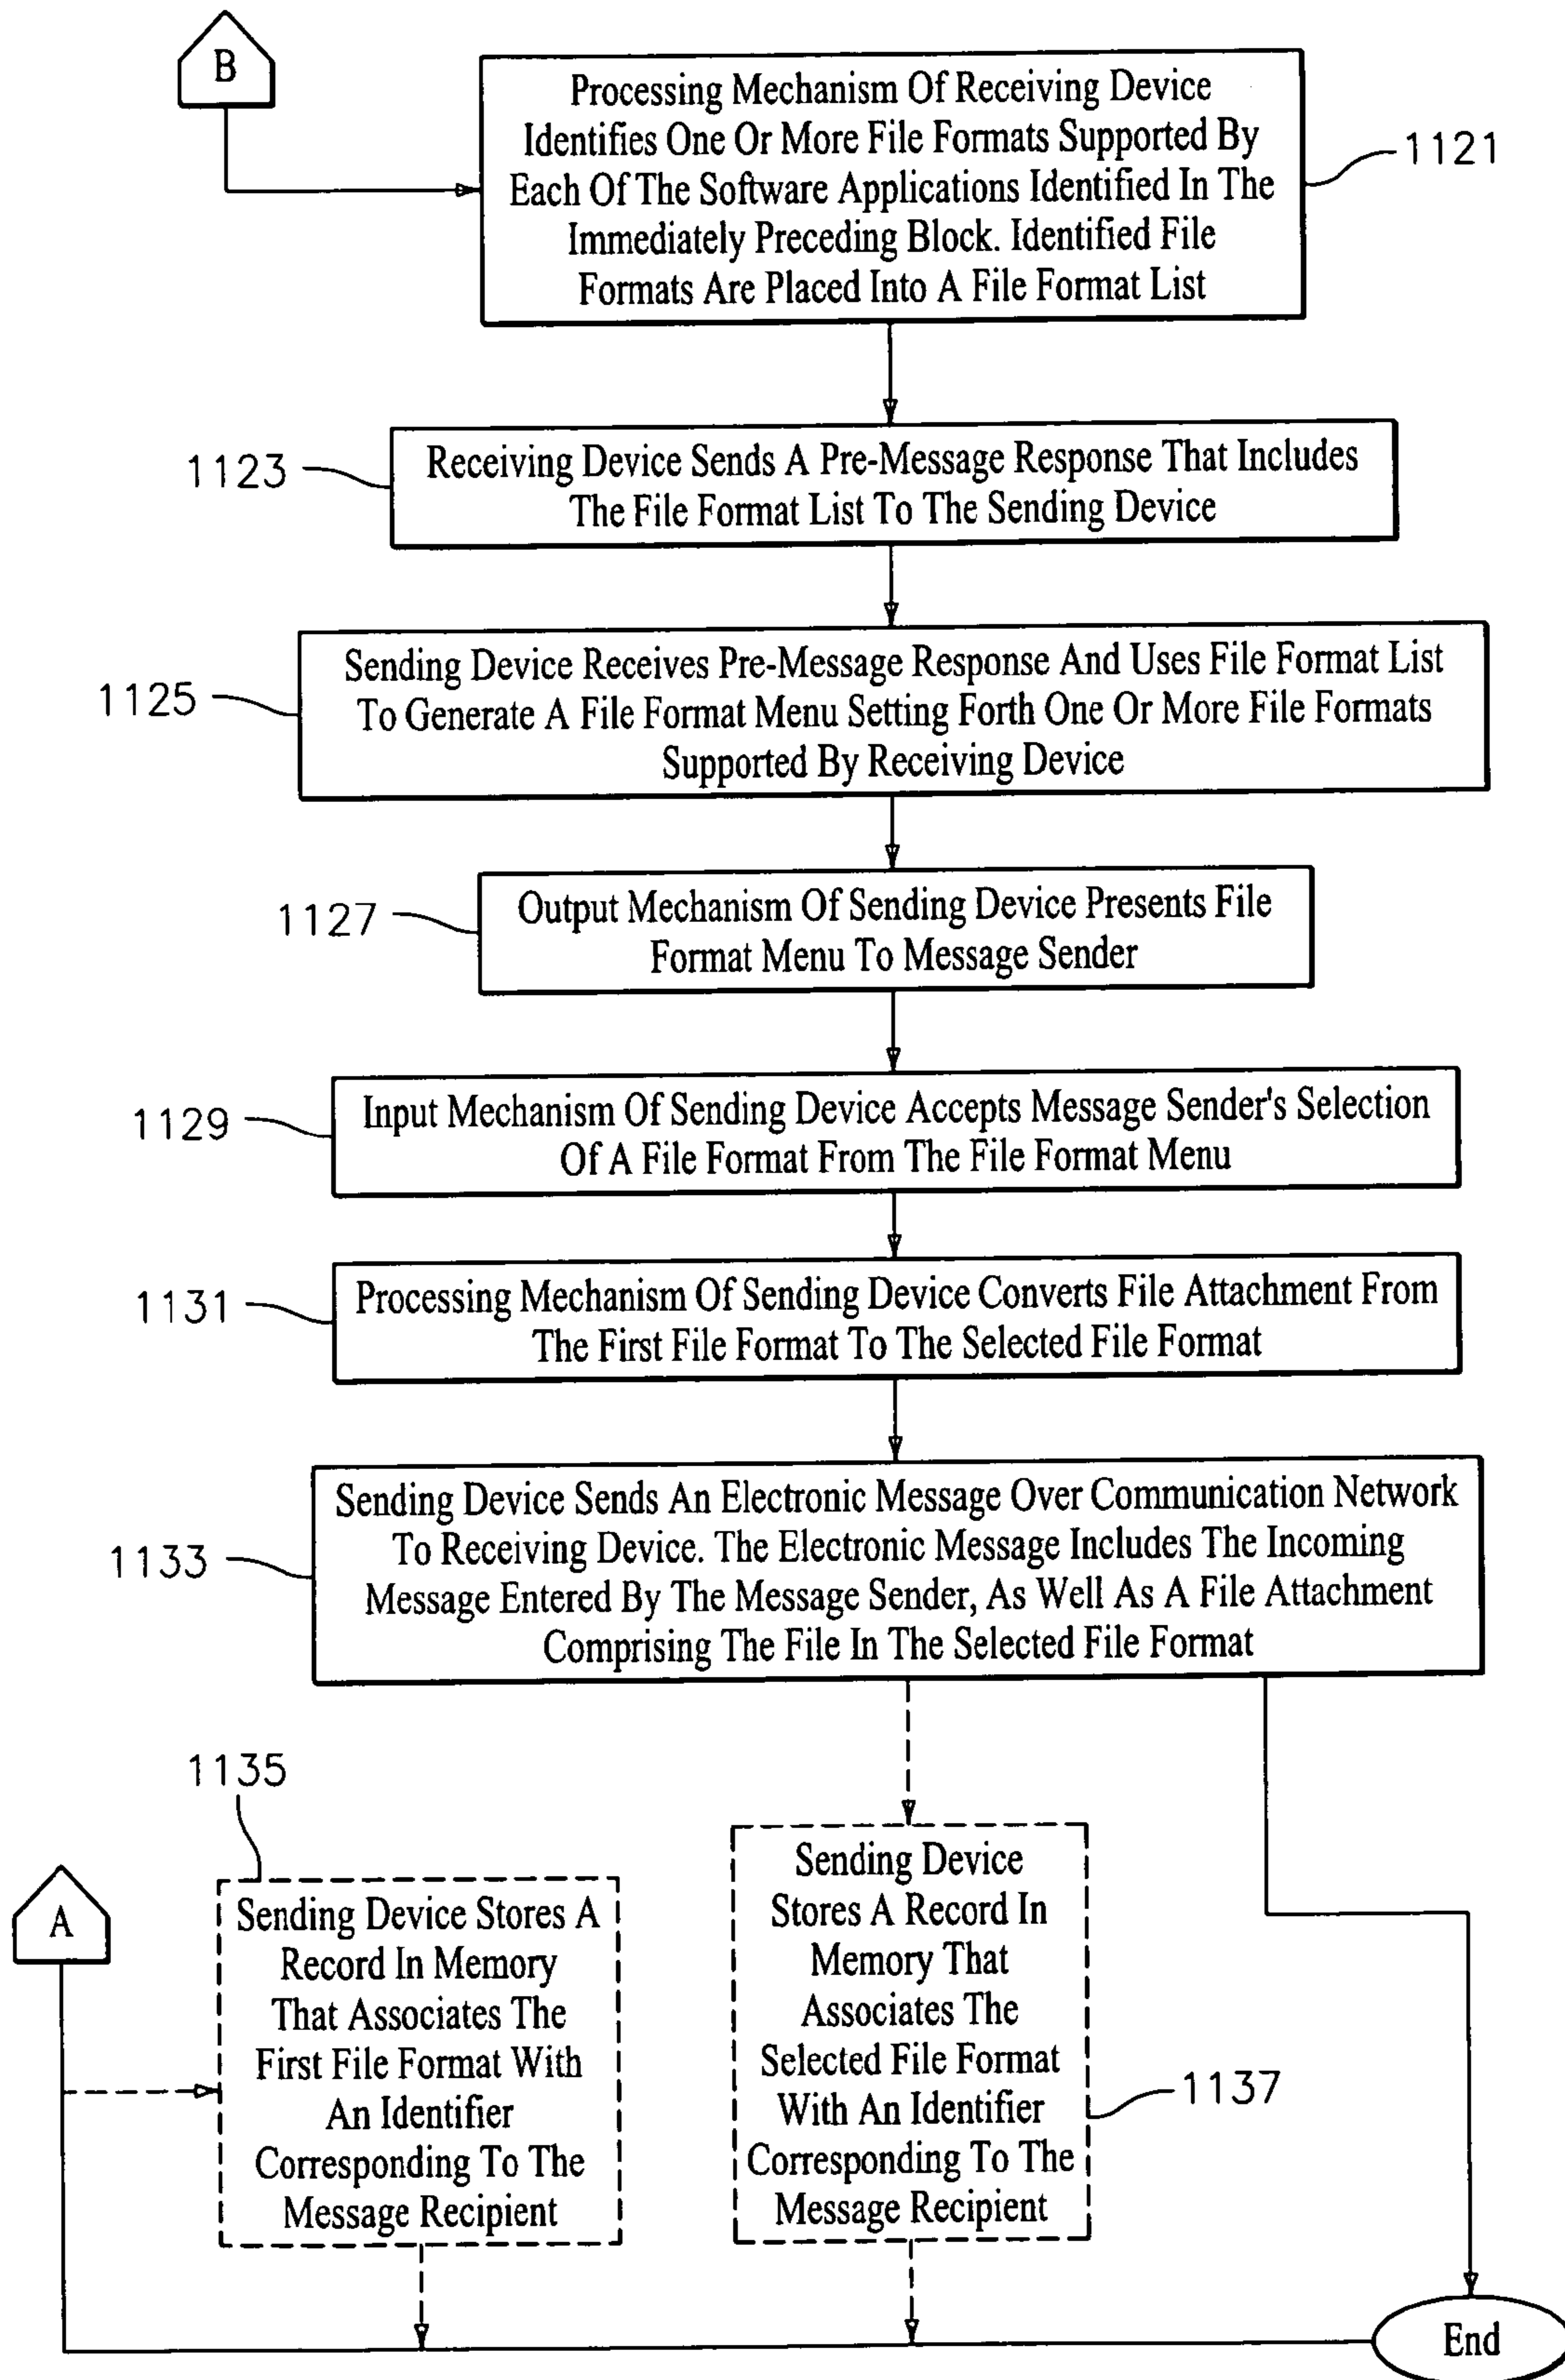 B
Processing Mechanism Of Receiving Device
Identifies One Or More File Formats Supported By
Each Of The Software Applications Identified In The
Immediately Preceding Block. Identified File
Formats Are Placed Into A File Format List
1121
1123
Receiving Device Sends A Pre-Message Response That Includes
The File Format List To The Sending Device
1125
Sending Device Receives Pre-Message Response And Uses File Format List
To Generate A File Format Menu Setting Forth One Or More File Formats
Supported By Receiving Device
1127
Output Mechanism Of Sending Device Presents File
Format Menu To Message Sender
1129
Input Mechanism Of Sending Device Accepts Message Sender's Selection
Of A File Format From The File Format Menu
1131
Processing Mechanism Of Sending Device Converts File Attachment From
The First File Format To The Selected File Format
1133
Sending Device Sends An Electronic Message Over Communication Network
To Receiving Device. The Electronic Message Includes The Incoming
Message Entered By The Message Sender, As Well As A File Attachment
Comprising The File In The Selected File Format
1135
A
Sending Device Stores A
Record In Memory
That Associates The
First File Format With
An Identifier
Corresponding To The
Message Recipient
Sending Device
Stores A Record In
Memory That
Associates The
Selected File Format
With An Identifier
Corresponding To The
Message Recipient
1137
End